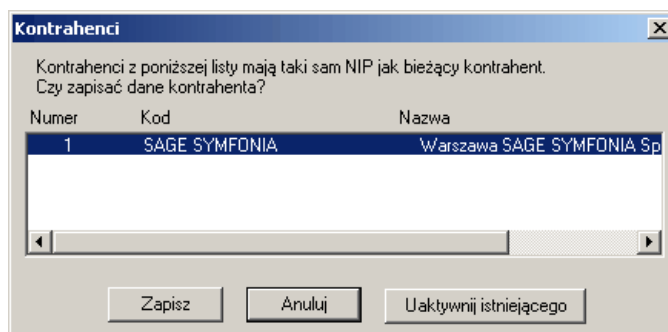 Kontrahenci
Kontrahenci z poniższej listy mają taki sam NIP jak bieżący kontrahent.
Czy zapisać dane kontrahenta?
Numer Kod Nazwa
1 SAGE SYMFONIA Warszawa SAGE SYMFONIA Sp
Zapisz Anuluj Uaktywnij istniejącego